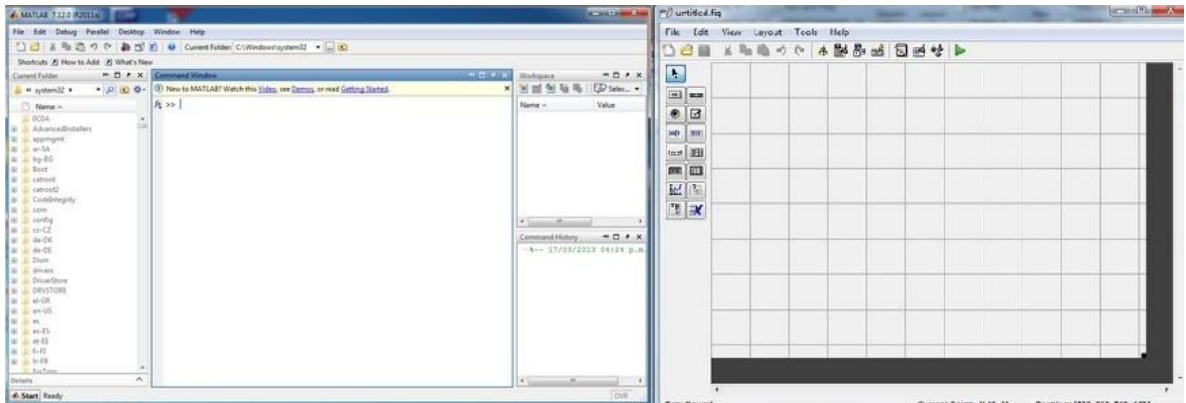 MATLAB 7.12.0 (R2011a)
File Edit Debug Parallel Desktop Window Help
Current Folder: C:\Windows\system32
Shortcuts How to Add What's New
Current Folder
« system32
Name
0C0A
AdvancedInstallers
appmgmt
ar-SA
bg-BG
Boot
catroot
catroot2
CodeIntegrity
com
config
cs-CZ
da-DK
de-DE
Dism
drivers
DriverStore
DRVSTORE
el-GR
en-US
es
es-ES
et-EE
fi-FI
fr-FR
Details
Start Ready
Command Window
New to MATLAB? Watch this Video, see Demos, or read Getting Started.
fx >>
Workspace
Selec...
Name Value
Command History
%-- 17/03/2013 04:24 p.m
OVR
untitled.fig
File Edit View Layout Tools Help